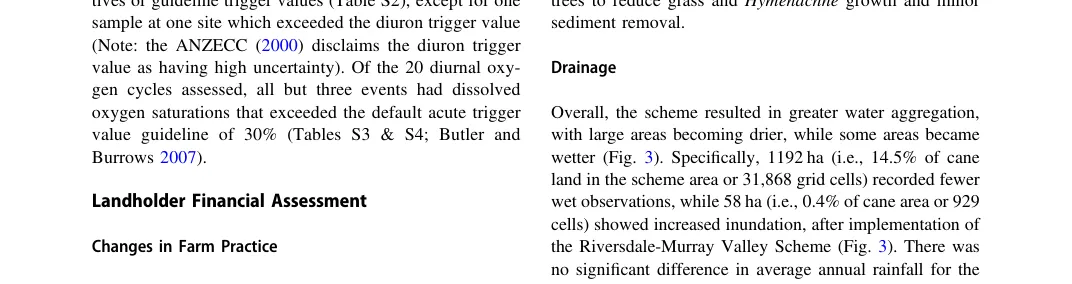 tives or guideline trigger values (Table S2), except for one
sample at one site which exceeded the diuron trigger value
(Note: the ANZECC (2000) disclaims the diuron trigger
value as having high uncertainty). Of the 20 diurnal oxy-
gen cycles assessed, all but three events had dissolved
oxygen saturations that exceeded the default acute trigger
value guideline of 30% (Tables S3 & S4; Butler and
Burrows 2007).
Landholder Financial Assessment
Changes in Farm Practice
trees to reduce grass and Hymenachne growth and minor
sediment removal.
Drainage
Overall, the scheme resulted in greater water aggregation,
with large areas becoming drier, while some areas became
wetter (Fig. 3). Specifically, 1192 ha (i.e., 14.5% of cane
land in the scheme area or 31,868 grid cells) recorded fewer
wet observations, while 58 ha (i.e., 0.4% of cane area or 929
cells) showed increased inundation, after implementation of
the Riversdale-Murray Valley Scheme (Fig. 3). There was
no significant difference in average annual rainfall for the